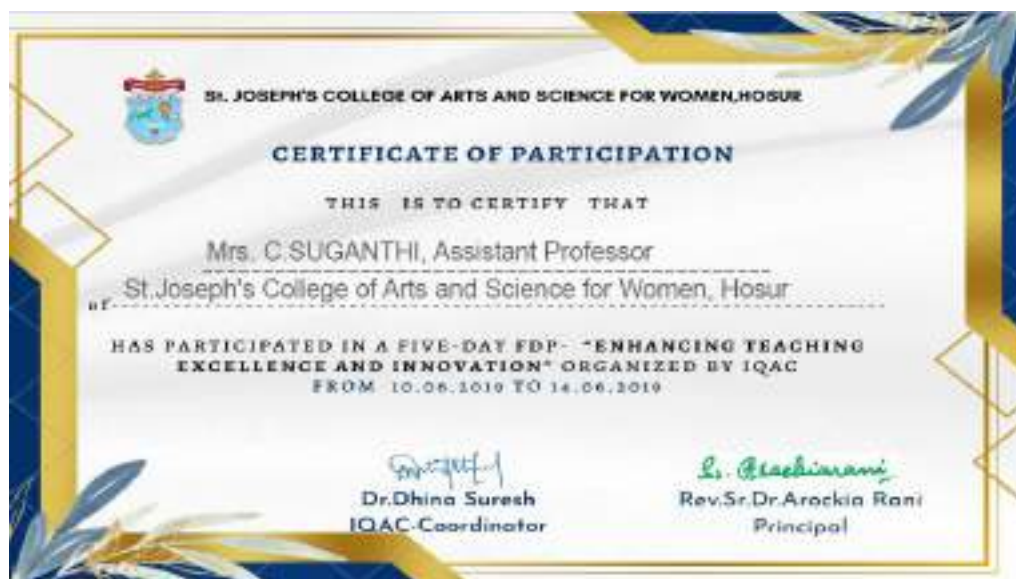 St. JOSEPH'S COLLEGE OF ARTS AND SCIENCE FOR WOMEN,HOSUR
CERTIFICATE OF PARTICIPATION
THIS IS TO CERTIFY THAT
Mrs. C.SUGANTHI, Assistant Professor
of St.Joseph's College of Arts and Science for Women, Hosur
HAS PARTICIPATED IN A FIVE-DAY FDP- "ENHANCING TEACHING
EXCELLENCE AND INNOVATION" ORGANIZED BY IQAC
FROM 10.06.2019 TO 14.06.2019
Dr.Dhina Suresh
IQAC-Coordinator
Rev.Sr.Dr.Arockia Rani
Principal